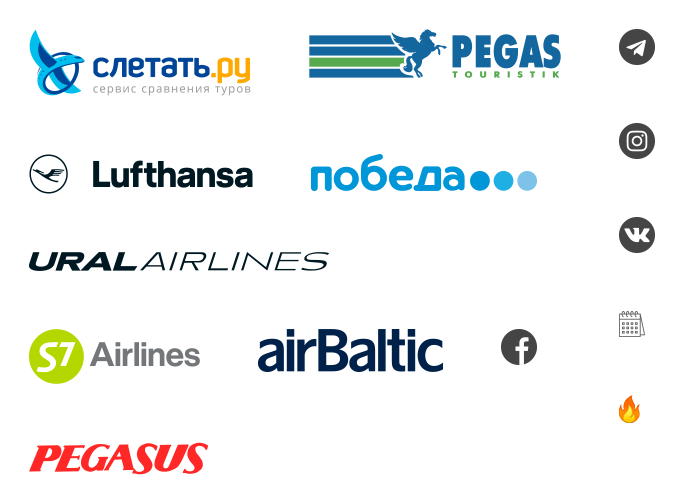 слетать.ру
сервис сравнения туров
PEGAS
TOURISTIK
Lufthansa
победа
URAL AIRLINES
S7 Airlines
airBaltic
PEGASUS